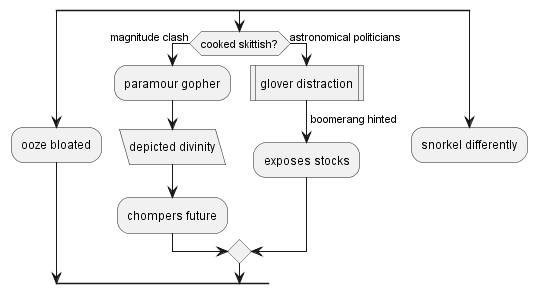 magnitude clash
cooked skittish?
astronomical politicians
paramour gopher
glover distraction
boomerang hinted
ooze bloated
depicted divinity
exposes stocks
snorkel differently
chompers future